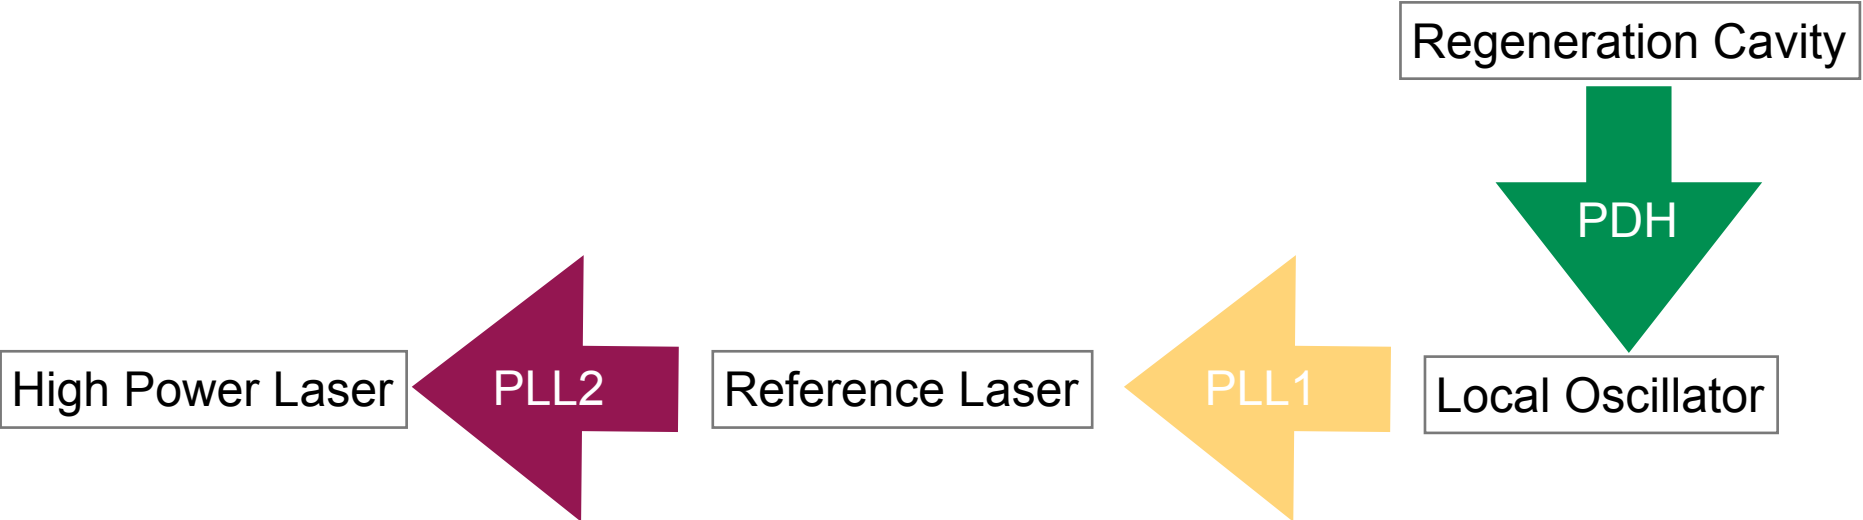 Regeneration Cavity
PDH
High Power Laser
PLL2
Reference Laser
PLL1
Local Oscillator